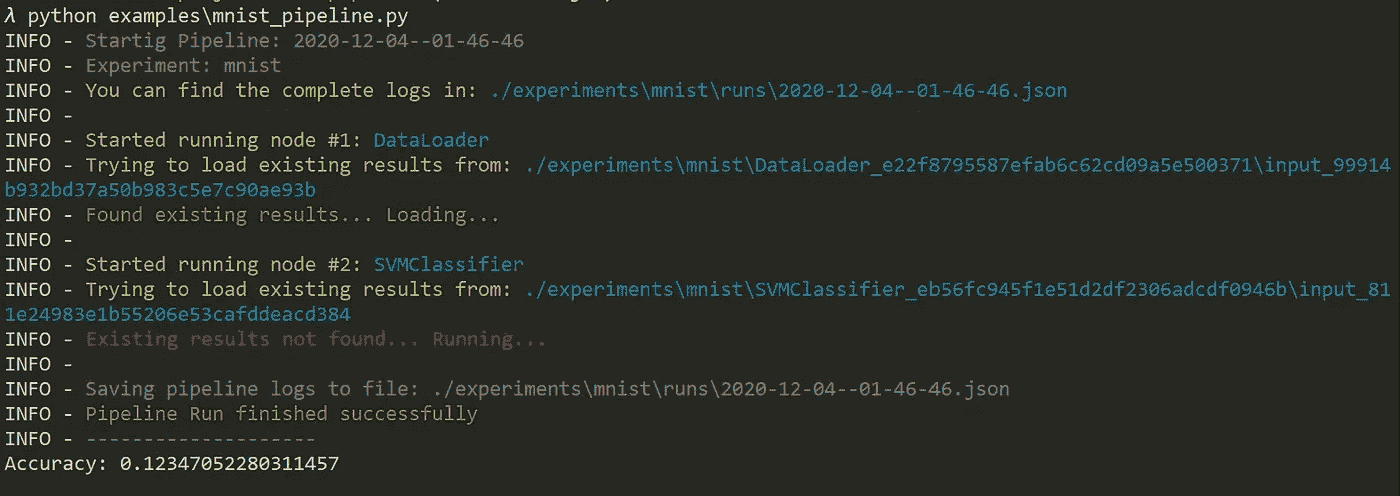 λ python examples\mnist_pipeline.py
INFO - Startig Pipeline: 2020-12-04--01-46-46
INFO - Experiment: mnist
INFO - You can find the complete logs in: ./experiments\mnist\runs\2020-12-04--01-46-46.json
INFO -
INFO - Started running node #1: DataLoader
INFO - Trying to load existing results from: ./experiments\mnist\DataLoader_e22f8795587efab6c62cd09a5e500371\input_99914
b932bd37a50b983c5e7c90ae93b
INFO - Found existing results... Loading...
INFO -
INFO - Started running node #2: SVMClassifier
INFO - Trying to load existing results from: ./experiments\mnist\SVMClassifier_eb56fc945f1e51d2df2306adcdf0946b\input_81
1e24983e1b55206e53cafddeacd384
INFO - Existing results not found... Running...
INFO -
INFO - Saving pipeline logs to file: ./experiments\mnist\runs\2020-12-04--01-46-46.json
INFO - Pipeline Run finished successfully
INFO - --------------------
Accuracy: 0.12347052280311457